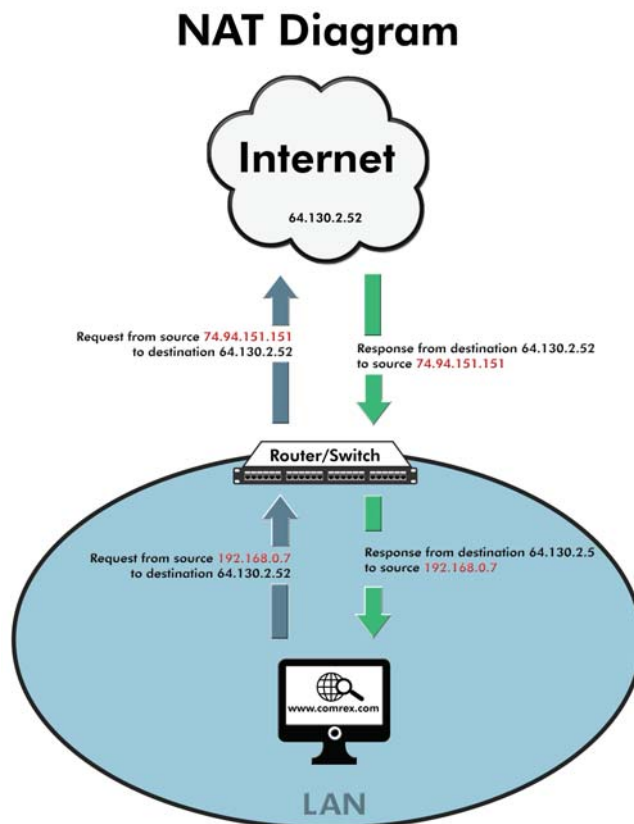 NAT Diagram
Internet
64.130.2.52
Request from source 74.94.151.151
to destination 64.130.2.52
Response from destination 64.130.2.52
to source 74.94.151.151
Router/Switch
Request from source 192.168.0.7
to destination 64.130.2.52
Response from destination 64.130.2.5
to source 192.168.0.7
www.comrex.com
LAN